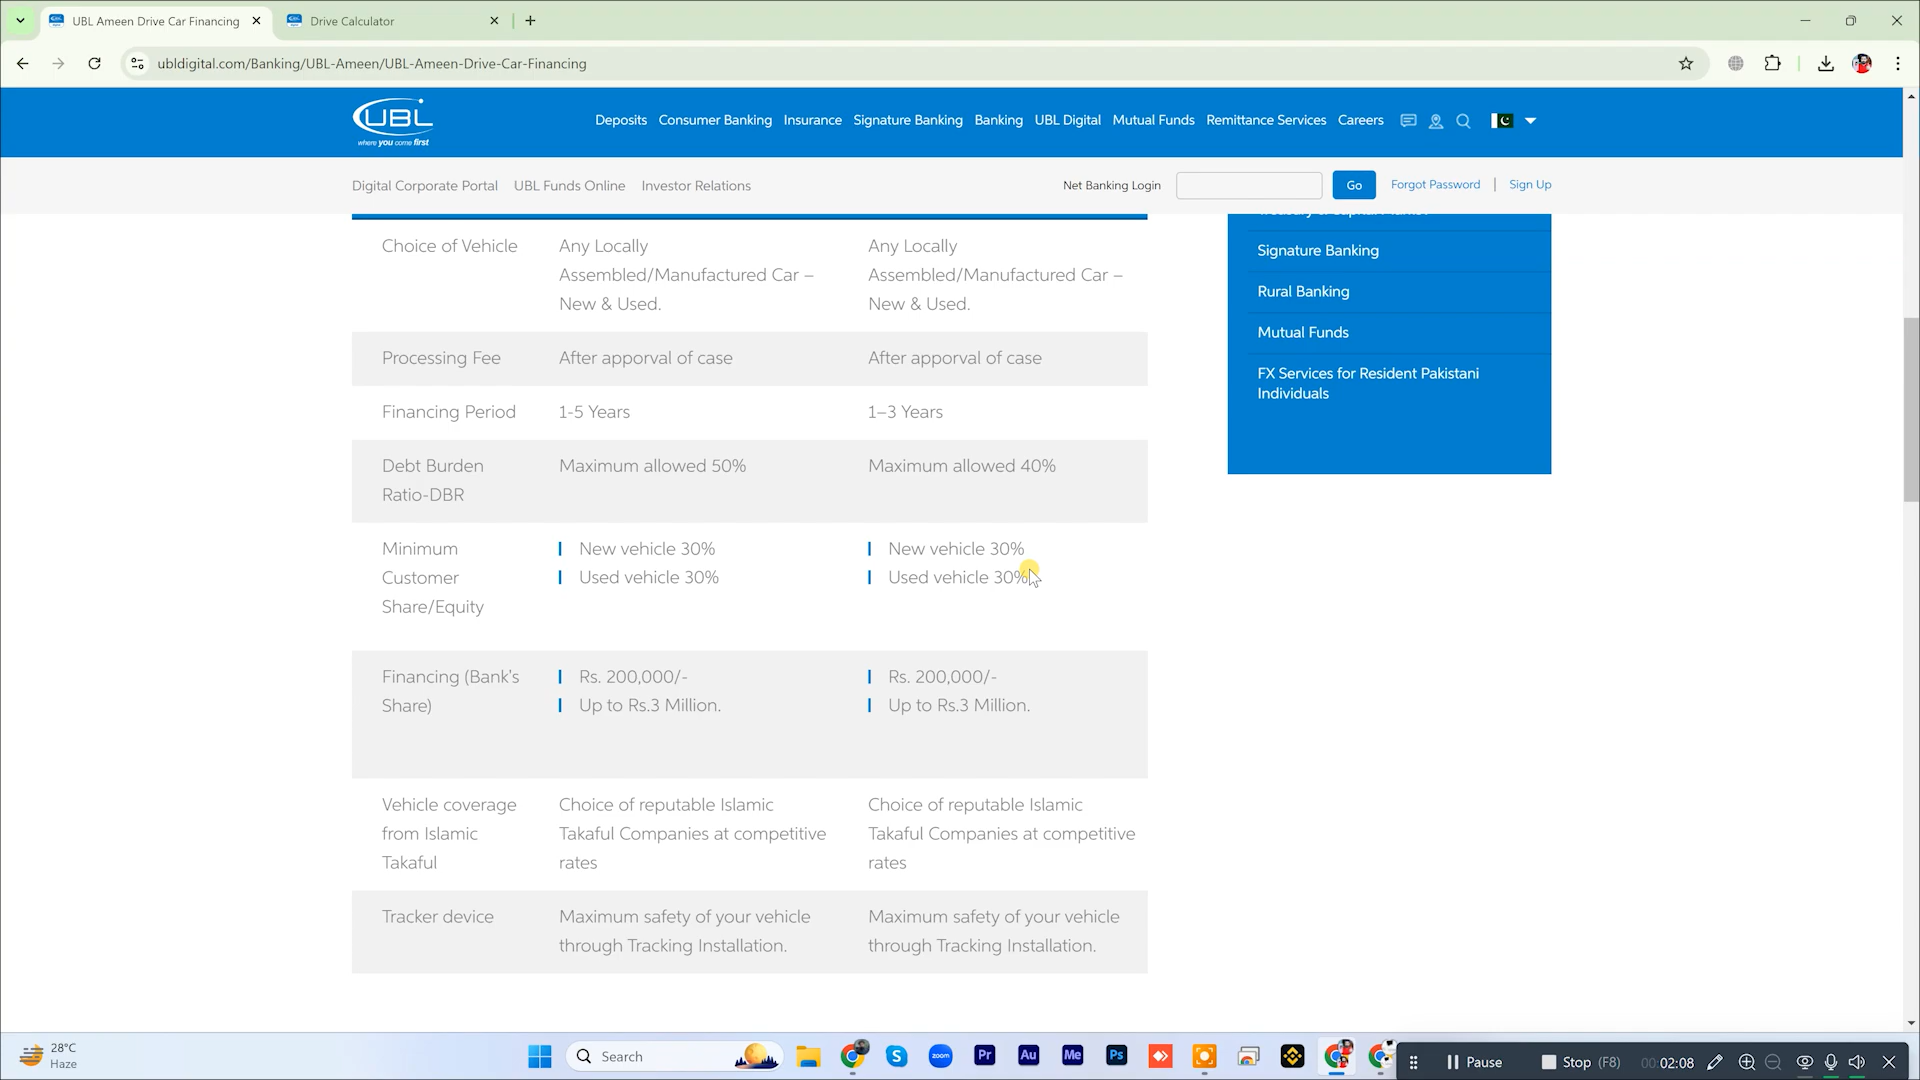 UBL Ameen Drive Car Financing
Drive Calculator
ubldigital.com/Banking/UBL-Ameen/UBL-Ameen-Drive-Car-Financing
UBL
where you come first
Deposits Consumer Banking Insurance Signature Banking Banking UBL Digital Mutual Funds Remittance Services Careers
Digital Corporate Portal UBL Funds Online Investor Relations
Net Banking Login Go Forgot Password | Sign Up
Choice of Vehicle
Any Locally
Assembled/Manufactured Car –
New & Used.
Any Locally
Assembled/Manufactured Car –
New & Used.
Processing Fee
After apporval of case
After apporval of case
Financing Period
1-5 Years
1–3 Years
Debt Burden
Ratio-DBR
Maximum allowed 50%
Maximum allowed 40%
Minimum
Customer
Share/Equity
New vehicle 30%
Used vehicle 30%
New vehicle 30%
Used vehicle 30%
Financing (Bank's
Share)
Rs. 200,000/-
Up to Rs.3 Million.
Rs. 200,000/-
Up to Rs.3 Million.
Vehicle coverage
from Islamic
Takaful
Choice of reputable Islamic
Takaful Companies at competitive
rates
Choice of reputable Islamic
Takaful Companies at competitive
rates
Tracker device
Maximum safety of your vehicle
through Tracking Installation.
Maximum safety of your vehicle
through Tracking Installation.
Signature Banking
Rural Banking
Mutual Funds
FX Services for Resident Pakistani
Individuals
28°C
Haze
Search
zoom
Pr
Au
Me
Ps
Pause
Stop (F8)
00:02:08